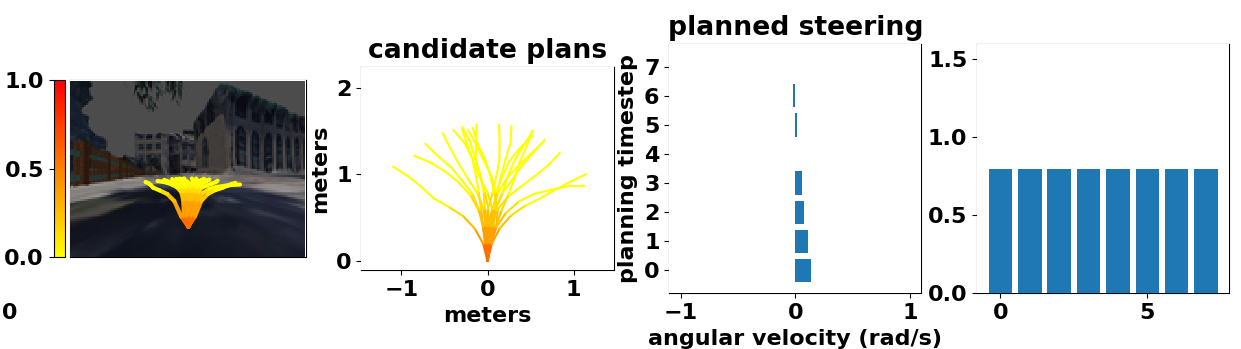 1.0
0.5
0.0
0
candidate plans
meters
2
1
0
−1 0 1
meters
planned steering
planning timestep
7
6
5
4
3
2
1
0
−1 0 1
angular velocity (rad/s)
1.5
1.0
0.5
0.0
0 5